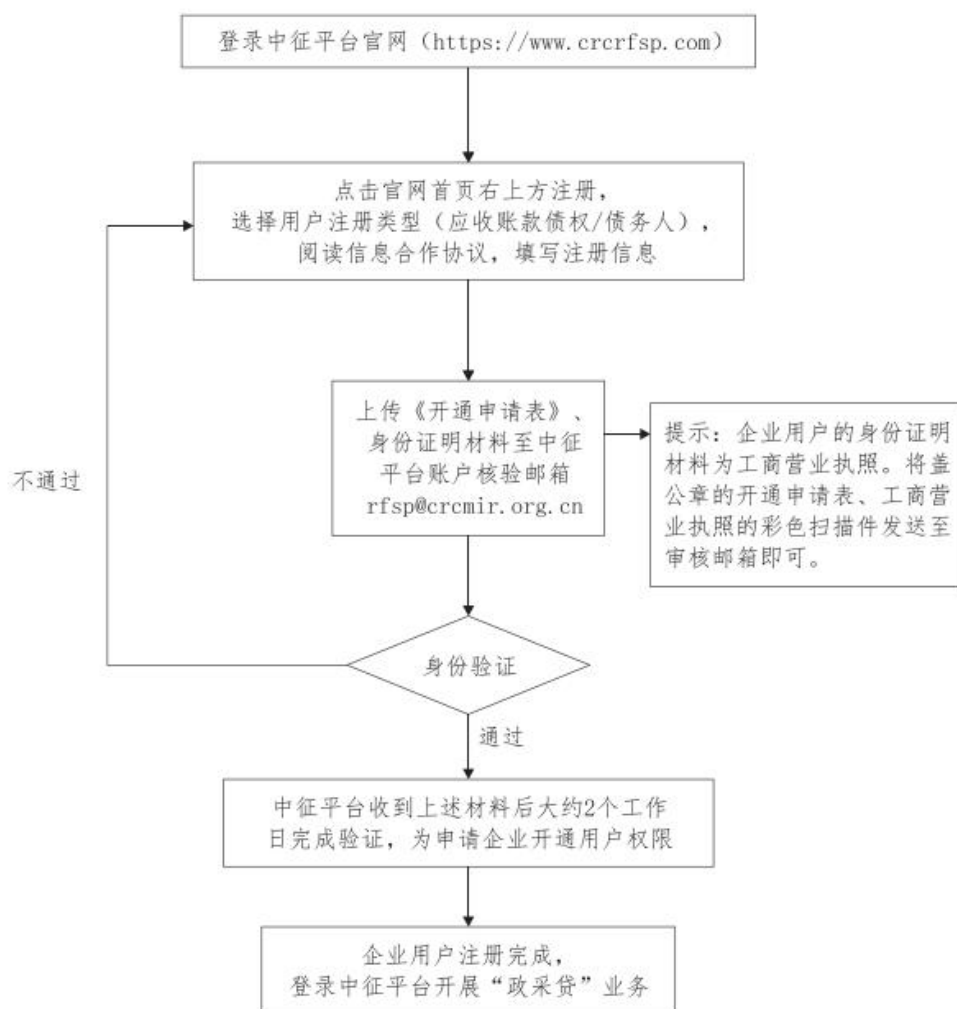 登录中征平台官网（https://www.crcrfsp.com）
点击官网首页右上方注册，
选择用户注册类型（应收账款债权/债务人），
阅读信息合作协议，填写注册信息
上传《开通申请表》、
身份证明材料至中征
平台账户核验邮箱
rfsp@crcmir.org.cn
提示：企业用户的身份证明
材料为工商营业执照。将盖
公章的开通申请表、工商营
业执照的彩色扫描件发送至
审核邮箱即可。
不通过
身份验证
通过
中征平台收到上述材料后大约2个工作
日完成验证，为申请企业开通用户权限
企业用户注册完成，
登录中征平台开展“政采贷”业务